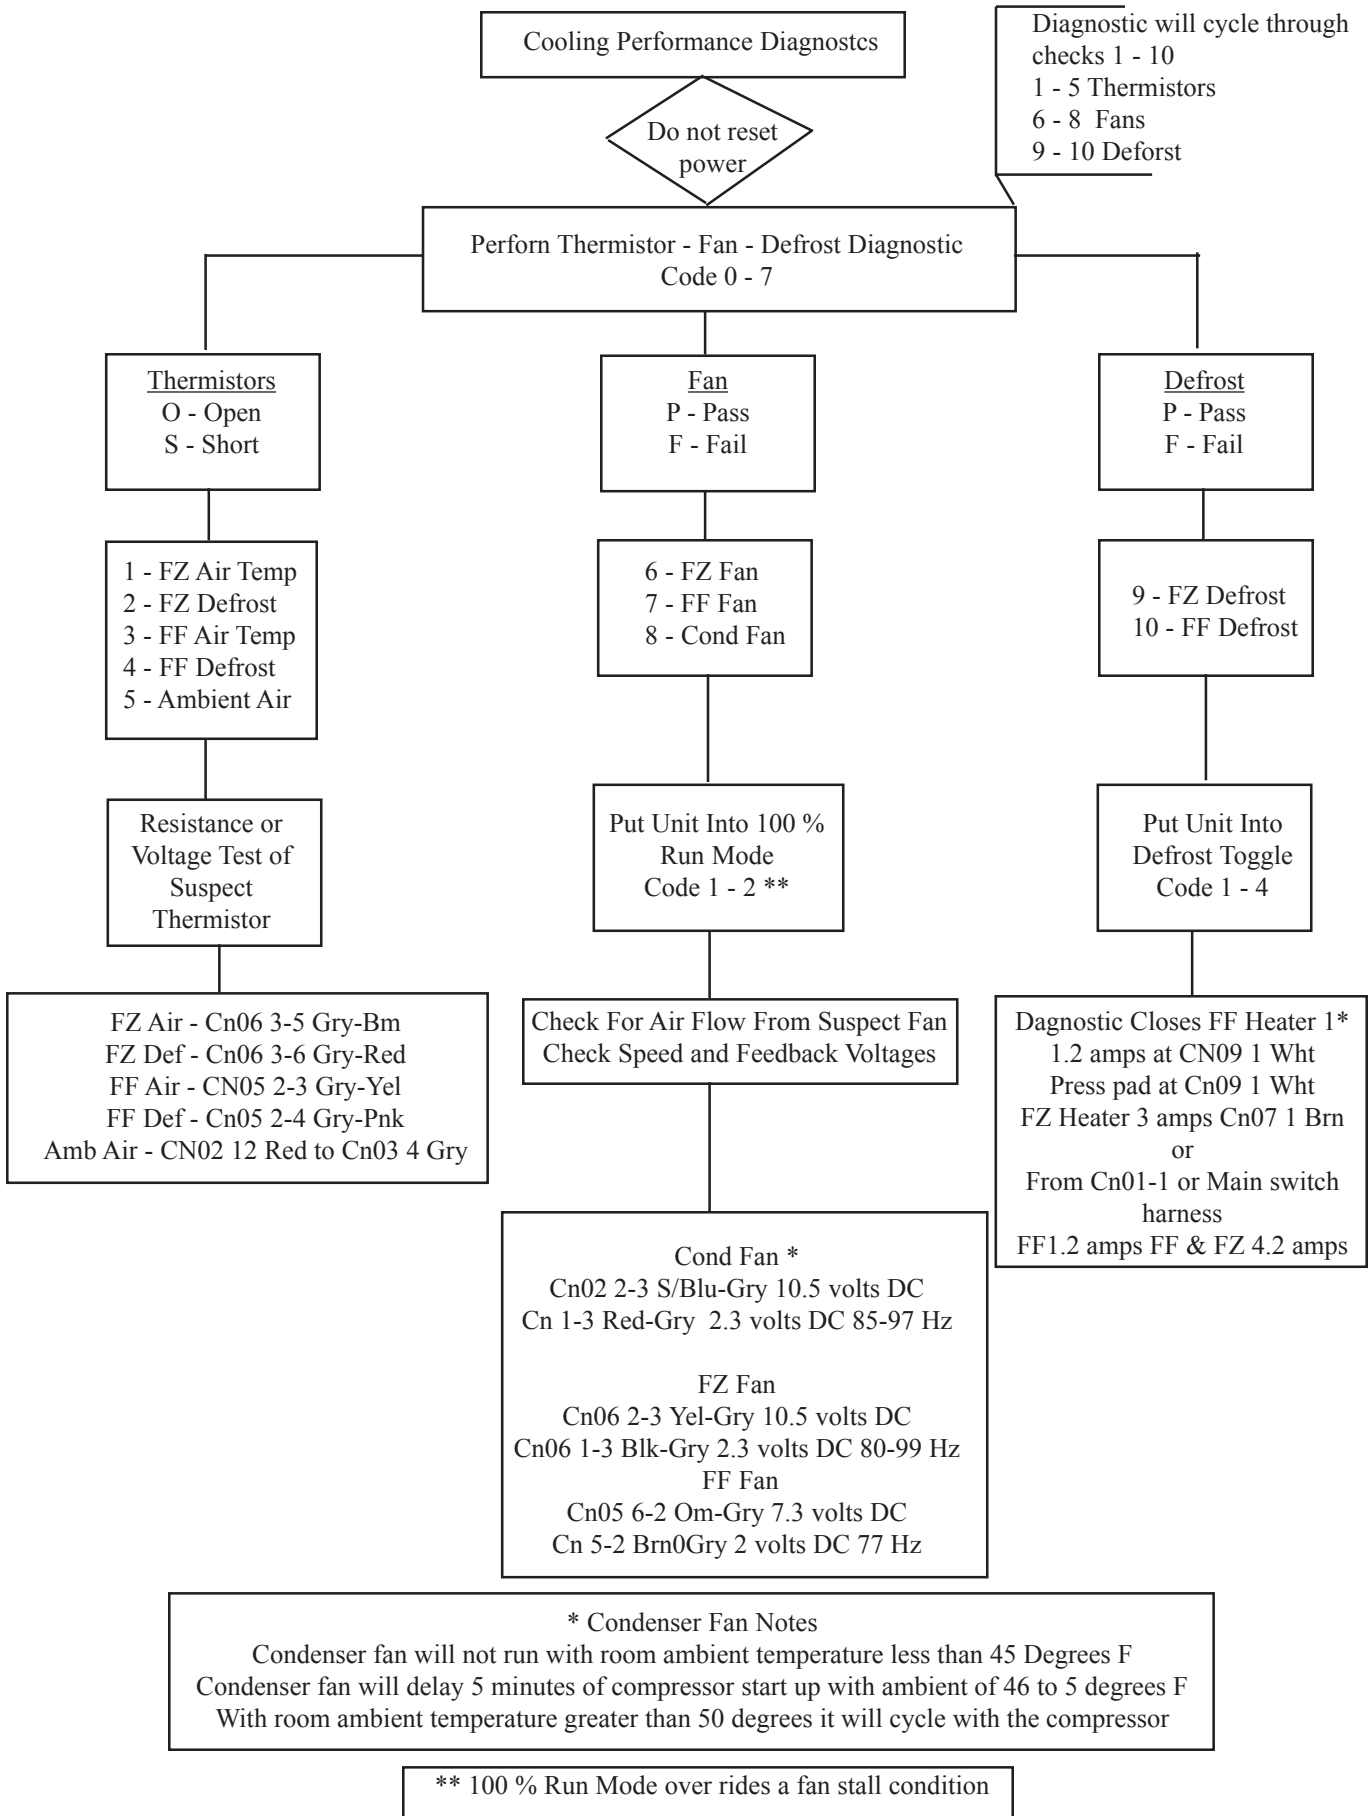 Cooling Performance Diagnostcs
Diagnostic will cycle through
checks 1 - 10
1 - 5 Thermistors
6 - 8 Fans
9 - 10 Deforst
Do not reset
power
Perforn Thermistor - Fan - Defrost Diagnostic
Code 0 - 7
Thermistors
O - Open
S - Short
Fan
P - Pass
F - Fail
Defrost
P - Pass
F - Fail
1 - FZ Air Temp
2 - FZ Defrost
3 - FF Air Temp
4 - FF Defrost
5 - Ambient Air
6 - FZ Fan
7 - FF Fan
8 - Cond Fan
9 - FZ Defrost
10 - FF Defrost
Resistance or
Voltage Test of
Suspect
Thermistor
Put Unit Into 100 %
Run Mode
Code 1 - 2 **
Put Unit Into
Defrost Toggle
Code 1 - 4
FZ Air - Cn06 3-5 Gry-Bm
FZ Def - Cn06 3-6 Gry-Red
FF Air - CN05 2-3 Gry-Yel
FF Def - Cn05 2-4 Gry-Pnk
Amb Air - CN02 12 Red to Cn03 4 Gry
Check For Air Flow From Suspect Fan
Check Speed and Feedback Voltages
Dagnostic Closes FF Heater 1*
1.2 amps at CN09 1 Wht
Press pad at Cn09 1 Wht
FZ Heater 3 amps Cn07 1 Brn
or
From Cn01-1 or Main switch
harness
FF1.2 amps FF & FZ 4.2 amps
Cond Fan *
Cn02 2-3 S/Blu-Gry 10.5 volts DC
Cn 1-3 Red-Gry 2.3 volts DC 85-97 Hz
FZ Fan
Cn06 2-3 Yel-Gry 10.5 volts DC
Cn06 1-3 Blk-Gry 2.3 volts DC 80-99 Hz
FF Fan
Cn05 6-2 Om-Gry 7.3 volts DC
Cn 5-2 Brn0Gry 2 volts DC 77 Hz
* Condenser Fan Notes
Condenser fan will not run with room ambient temperature less than 45 Degrees F
Condenser fan will delay 5 minutes of compressor start up with ambient of 46 to 5 degrees F
With room ambient temperature greater than 50 degrees it will cycle with the compressor
** 100 % Run Mode over rides a fan stall condition